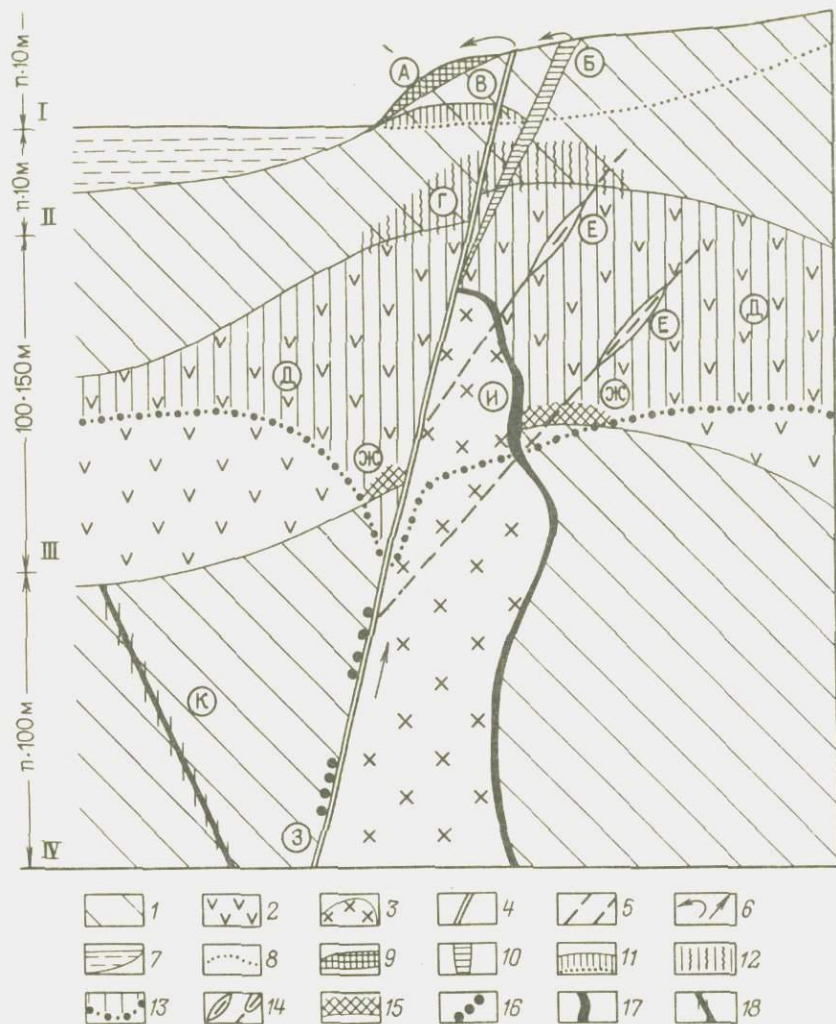 п·10м
I
п·10м
II
100-150м
III
п·100м
IV
А
Б
В
Г
Е
Е
Д
Д
И
Ж
Ж
К
З
1 2 3 4 5 6
7 8 9 10 11 12
13 14 15 16 17 18